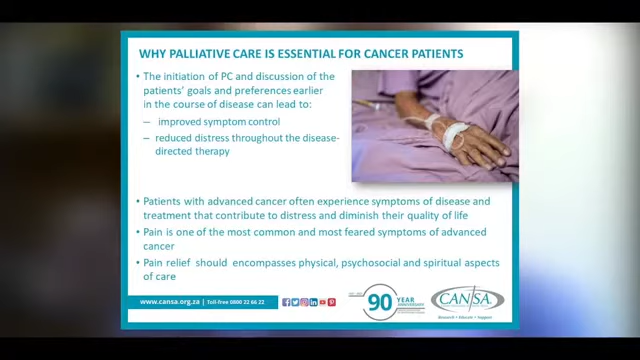 WHY PALLIATIVE CARE IS ESSENTIAL FOR CANCER PATIENTS
• The initiation of PC and discussion of the
patients' goals and preferences earlier
in the course of disease can lead to:
– improved symptom control
– reduced distress throughout the disease-
directed therapy
• Patients with advanced cancer often experience symptoms of disease and
treatment that contribute to distress and diminish their quality of life
• Pain is one of the most common and most feared symptoms of advanced
cancer
• Pain relief should encompasses physical, psychosocial and spiritual aspects
of care
www.cansa.org.za | Toll-free 0800 22 66 22
90 YEAR
ANNIVERSARY
CANSA
Research • Educate • Support